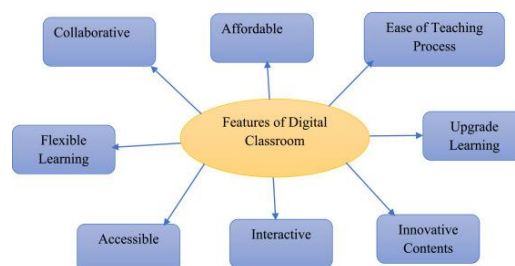 Collaborative
Affordable
Ease of Teaching
Process
Features of Digital
Classroom
Flexible
Learning
Upgrade
Learning
Accessible
Interactive
Innovative
Contents